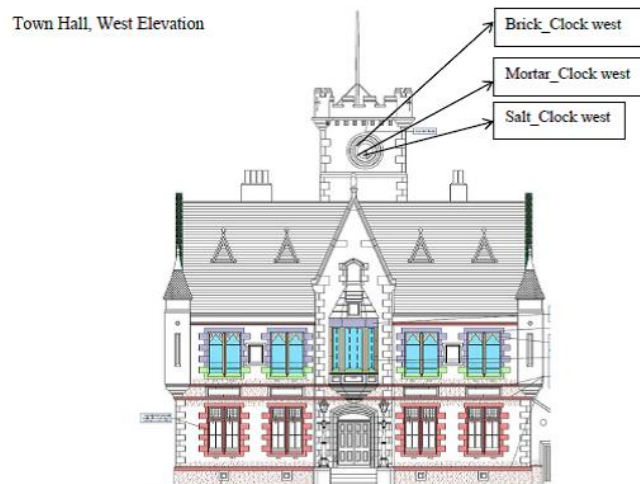 Town Hall, West Elevation
Brick_Clock west
Mortar_Clock west
Salt_Clock west